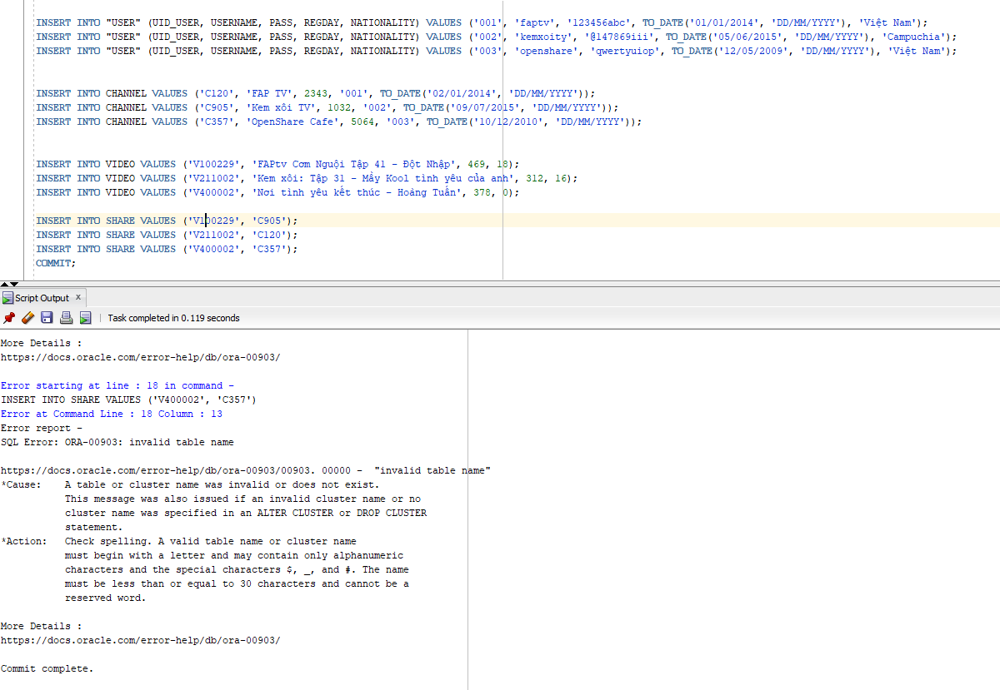 INSERT INTO "USER" (UID_USER, USERNAME, PASS, REGDAY, NATIONALITY) VALUES ('001', 'faptv', '123456abc', TO_DATE('01/01/2014', 'DD/MM/YYYY'), 'Việt Nam');
INSERT INTO "USER" (UID_USER, USERNAME, PASS, REGDAY, NATIONALITY) VALUES ('002', 'kemxoity', '@147869iii', TO_DATE('05/06/2015', 'DD/MM/YYYY'), 'Campuchia');
INSERT INTO "USER" (UID_USER, USERNAME, PASS, REGDAY, NATIONALITY) VALUES ('003', 'openshare', 'qwertyuiop', TO_DATE('12/05/2009', 'DD/MM/YYYY'), 'Việt Nam');
INSERT INTO CHANNEL VALUES ('C120', 'FAP TV', 2343, '001', TO_DATE('02/01/2014', 'DD/MM/YYYY'));
INSERT INTO CHANNEL VALUES ('C905', 'Kem xôi TV', 1032, '002', TO_DATE('09/07/2015', 'DD/MM/YYYY'));
INSERT INTO CHANNEL VALUES ('C357', 'OpenShare Cafe', 5064, '003', TO_DATE('10/12/2010', 'DD/MM/YYYY'));
INSERT INTO VIDEO VALUES ('V100229', 'FAPtv Cơm Nguội Tập 41 - Đột Nhập', 469, 18);
INSERT INTO VIDEO VALUES ('V211002', 'Kem xôi: Tập 31 - Mẩy Kool tình yêu của anh', 312, 16);
INSERT INTO VIDEO VALUES ('V400002', 'Nơi tình yêu kết thúc - Hoàng Tuấn', 378, 0);
INSERT INTO SHARE VALUES ('V100229', 'C905');
INSERT INTO SHARE VALUES ('V211002', 'C120');
INSERT INTO SHARE VALUES ('V400002', 'C357');
COMMIT;
Script Output x
Task completed in 0.119 seconds
More Details :
https://docs.oracle.com/error-help/db/ora-00903/
Error starting at line : 18 in command -
INSERT INTO SHARE VALUES ('V400002', 'C357')
Error at Command Line : 18 Column : 13
Error report -
SQL Error: ORA-00903: invalid table name
https://docs.oracle.com/error-help/db/ora-00903/00903. 00000 -  "invalid table name"
*Cause:    A table or cluster name was invalid or does not exist.
This message was also issued if an invalid cluster name or no
cluster name was specified in an ALTER CLUSTER or DROP CLUSTER
statement.
*Action:   Check spelling. A valid table name or cluster name
must begin with a letter and may contain only alphanumeric
characters and the special characters $, _, and #. The name
must be less than or equal to 30 characters and cannot be a
reserved word.
More Details :
https://docs.oracle.com/error-help/db/ora-00903/
Commit complete.